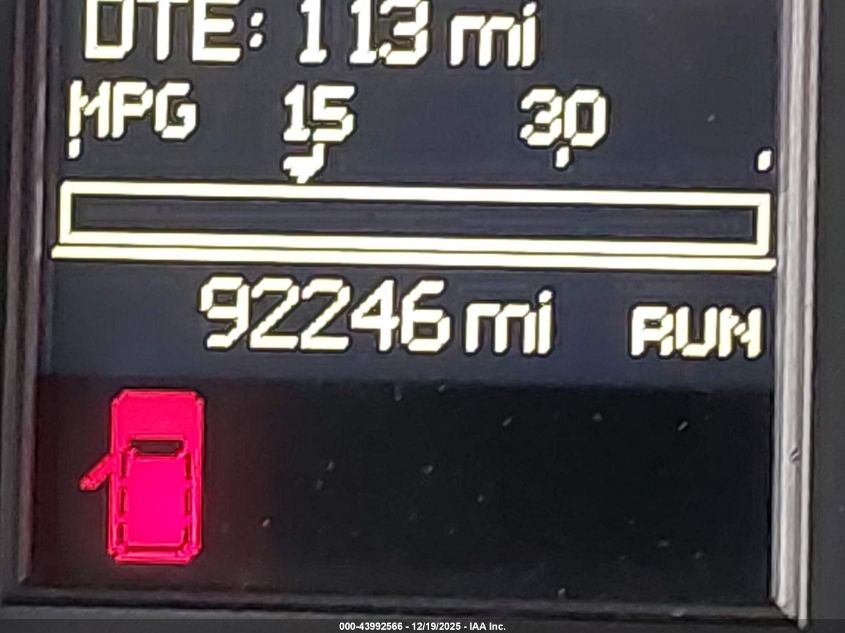 DTE: 113 mi
MPG 15 30
92246 mi RUN
000-43992566 - 12/19/2025 - IAA Inc.